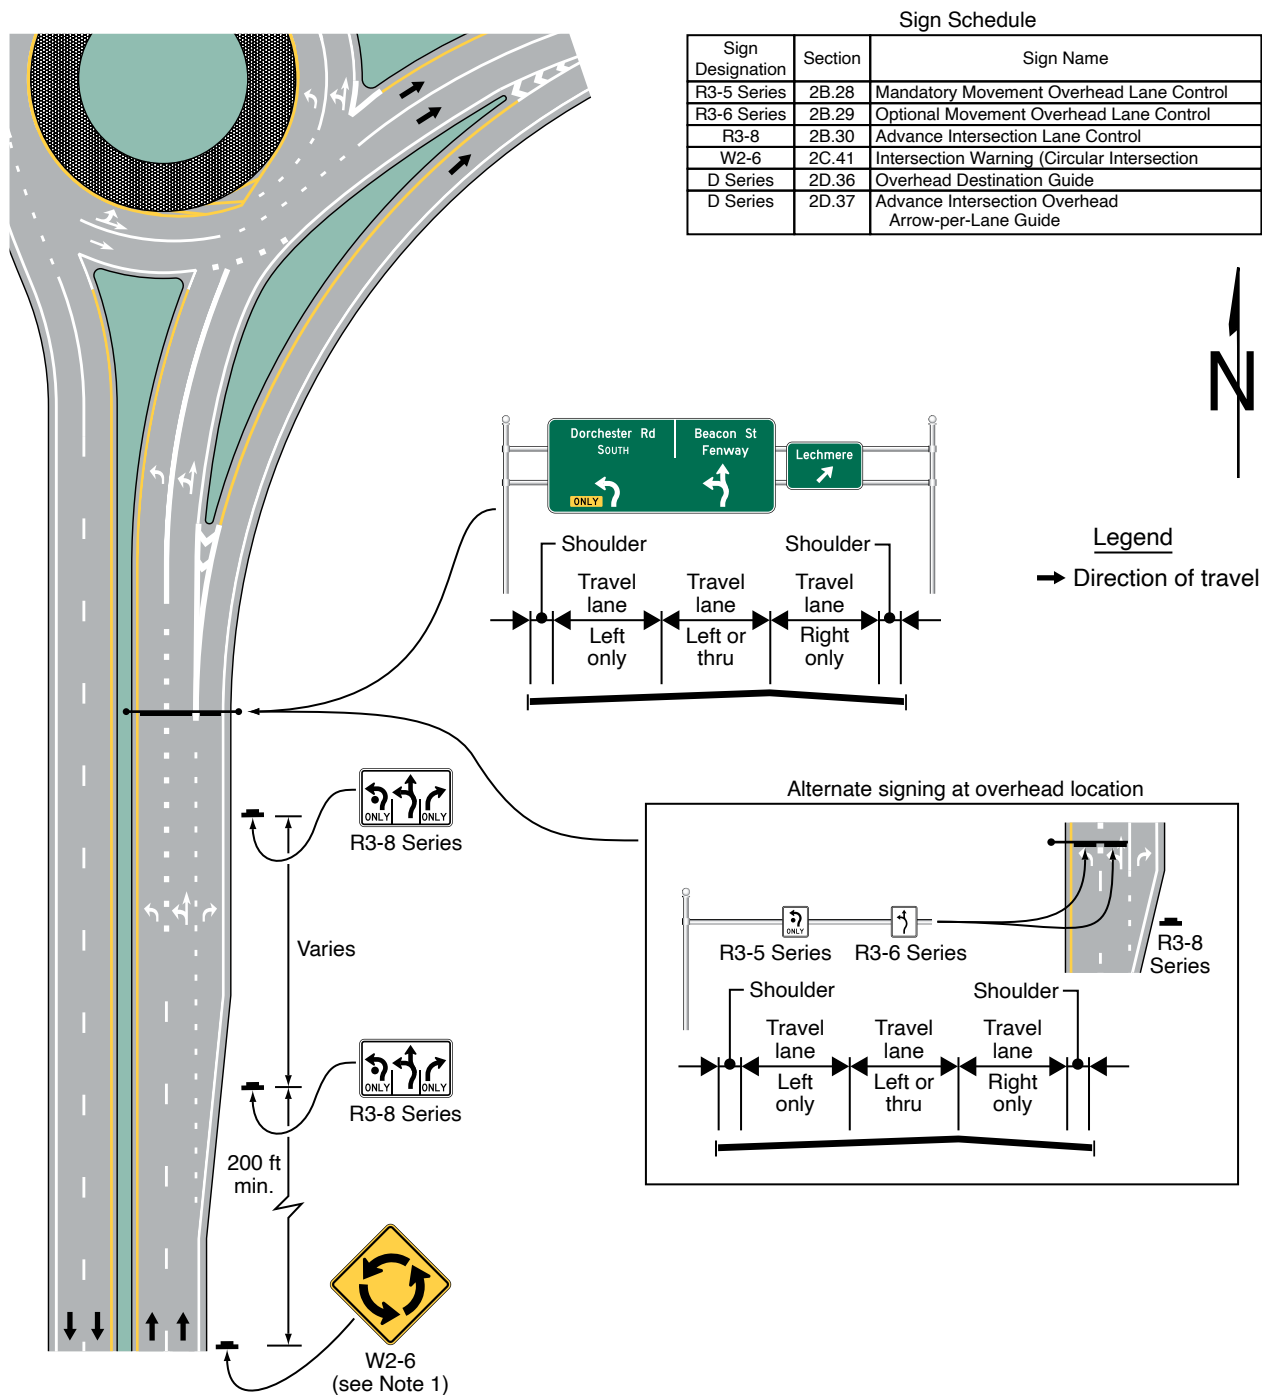 Sign Schedule
Sign Designation
Section
Sign Name
R3-5 Series
2B.28
Mandatory Movement Overhead Lane Control
R3-6 Series
2B.29
Optional Movement Overhead Lane Control
R3-8
2B.30
Advance Intersection Lane Control
W2-6
2C.41
Intersection Warning (Circular Intersection
D Series
2D.36
Overhead Destination Guide
D Series
2D.37
Advance Intersection Overhead
Arrow-per-Lane Guide
N
Dorchester Rd
SOUTH
ONLY
Beacon St
Fenway
Lechmere
Legend
Direction of travel
Shoulder
Shoulder
Travel lane
Travel lane
Travel lane
Left only
Left or thru
Right only
ONLY
ONLY
R3-8 Series
Varies
ONLY
ONLY
R3-8 Series
200 ft
min.
W2-6
(see Note 1)
Alternate signing at overhead location
ONLY
R3-5 Series
R3-6 Series
R3-8
Series
Shoulder
Shoulder
Travel lane
Travel lane
Travel lane
Left only
Left or thru
Right only